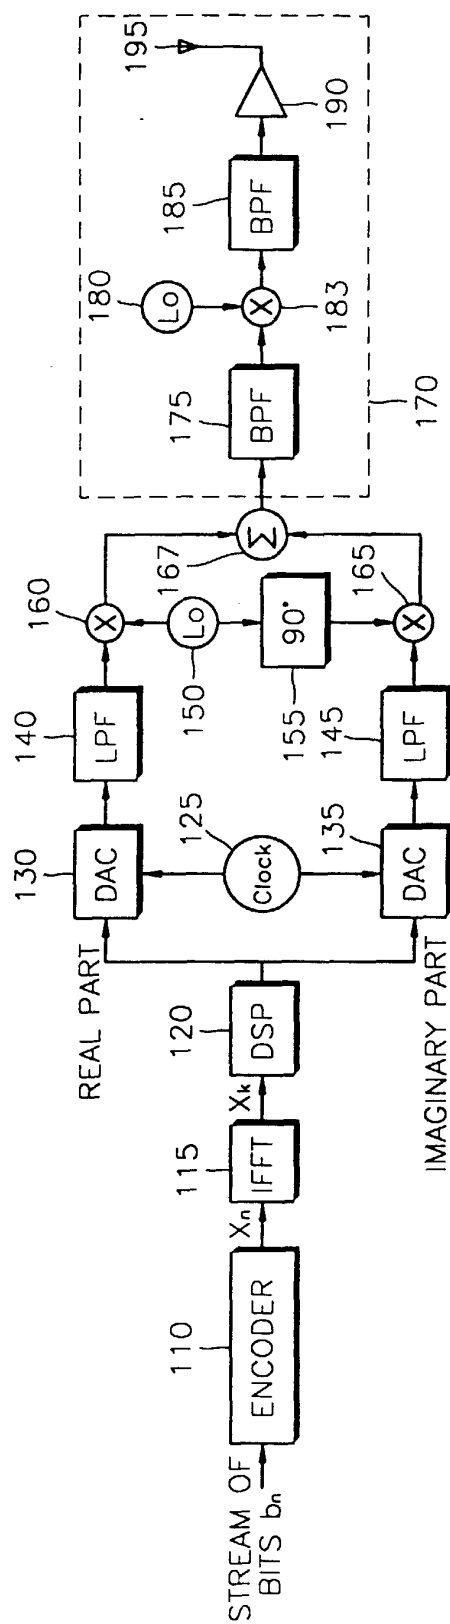 STREAM OF
BITS bn
110
ENCODER
Xn
115
IFFT
Xk
120
DSP
REAL PART
IMAGINARY PART
130
DAC
125
Clock
135
DAC
140
LPF
145
LPF
160
X
Lo
150
90°
155
165
X
167
Σ
170
175
BPF
180
Lo
X
183
185
BPF
190
195